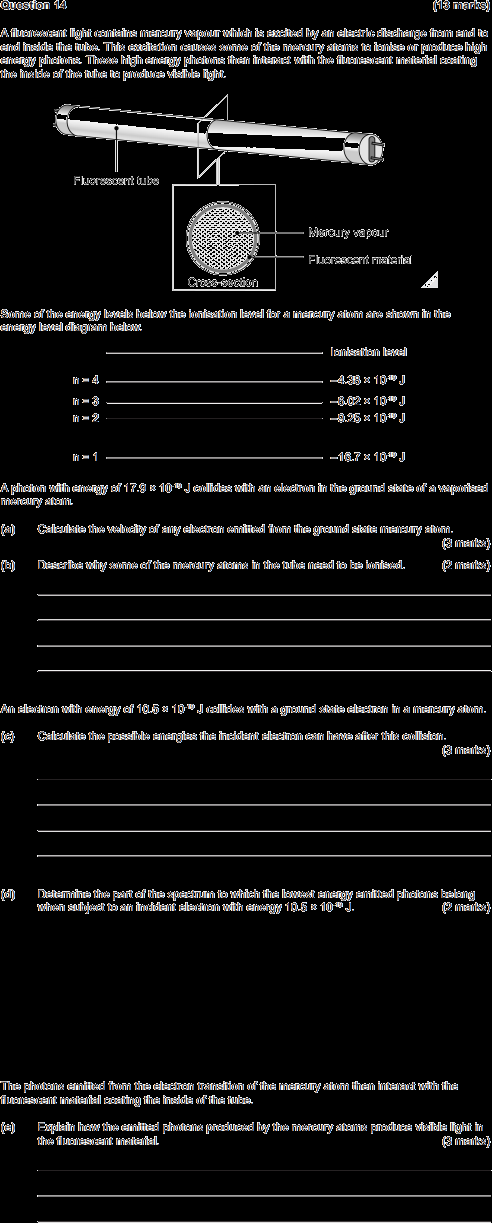 Question 14 (13 marks)
A fluorescent light contains mercury vapour which is excited by an electric discharge from end to
end inside the tube. This excitation causes some of the mercury atoms to ionise or produce high
energy photons. These high energy photons then interact with the fluorescent material coating
the inside of the tube to produce visible light.
Fluorescent tube
Mercury vapour
Fluorescent material
Cross-section
Some of the energy levels below the ionisation level for a mercury atom are shown in the
energy level diagram below.
Ionisation level
n = 4 –4.38 × 10⁻¹⁹ J
n = 3 –6.02 × 10⁻¹⁹ J
n = 2 –9.25 × 10⁻¹⁹ J
n = 1 –16.7 × 10⁻¹⁹ J
A photon with energy of 17.9 × 10⁻¹⁹ J collides with an electron in the ground state of a vaporised
mercury atom.
(a) Calculate the velocity of any electron emitted from the ground state mercury atom.
(3 marks)
(b) Describe why some of the mercury atoms in the tube need to be ionised. (2 marks)
An electron with energy of 10.5 × 10⁻¹⁹ J collides with a ground state electron in a mercury atom.
(c) Calculate the possible energies the incident electron can have after this collision.
(3 marks)
(d) Determine the part of the spectrum to which the lowest energy emitted photons belong
when subject to an incident electron with energy 10.5 × 10⁻¹⁹ J. (2 marks)
The photons emitted from the electron transition of the mercury atom then interact with the
fluorescent material coating the inside of the tube.
(e) Explain how the emitted photons produced by the mercury atoms produce visible light in
the fluorescent material. (3 marks)